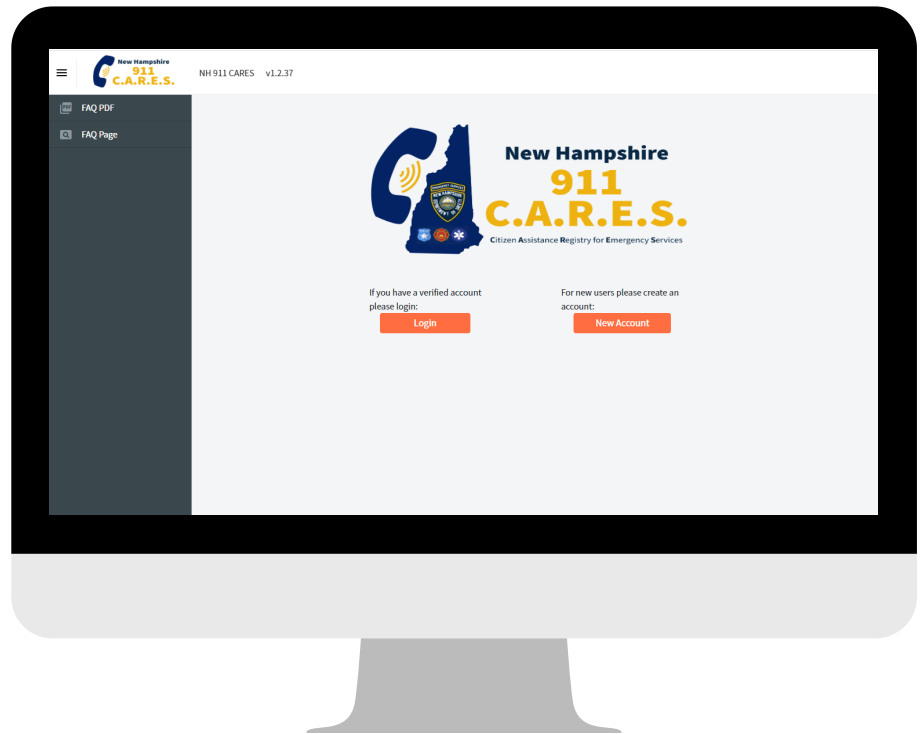 New Hampshire
911
C.A.R.E.S.
NH 911 CARES v1.2.37
FAQ PDF
FAQ Page
New Hampshire
911
C.A.R.E.S.
Citizen Assistance Registry for Emergency Services
If you have a verified account
please login:
Login
For new users please create an
account:
New Account